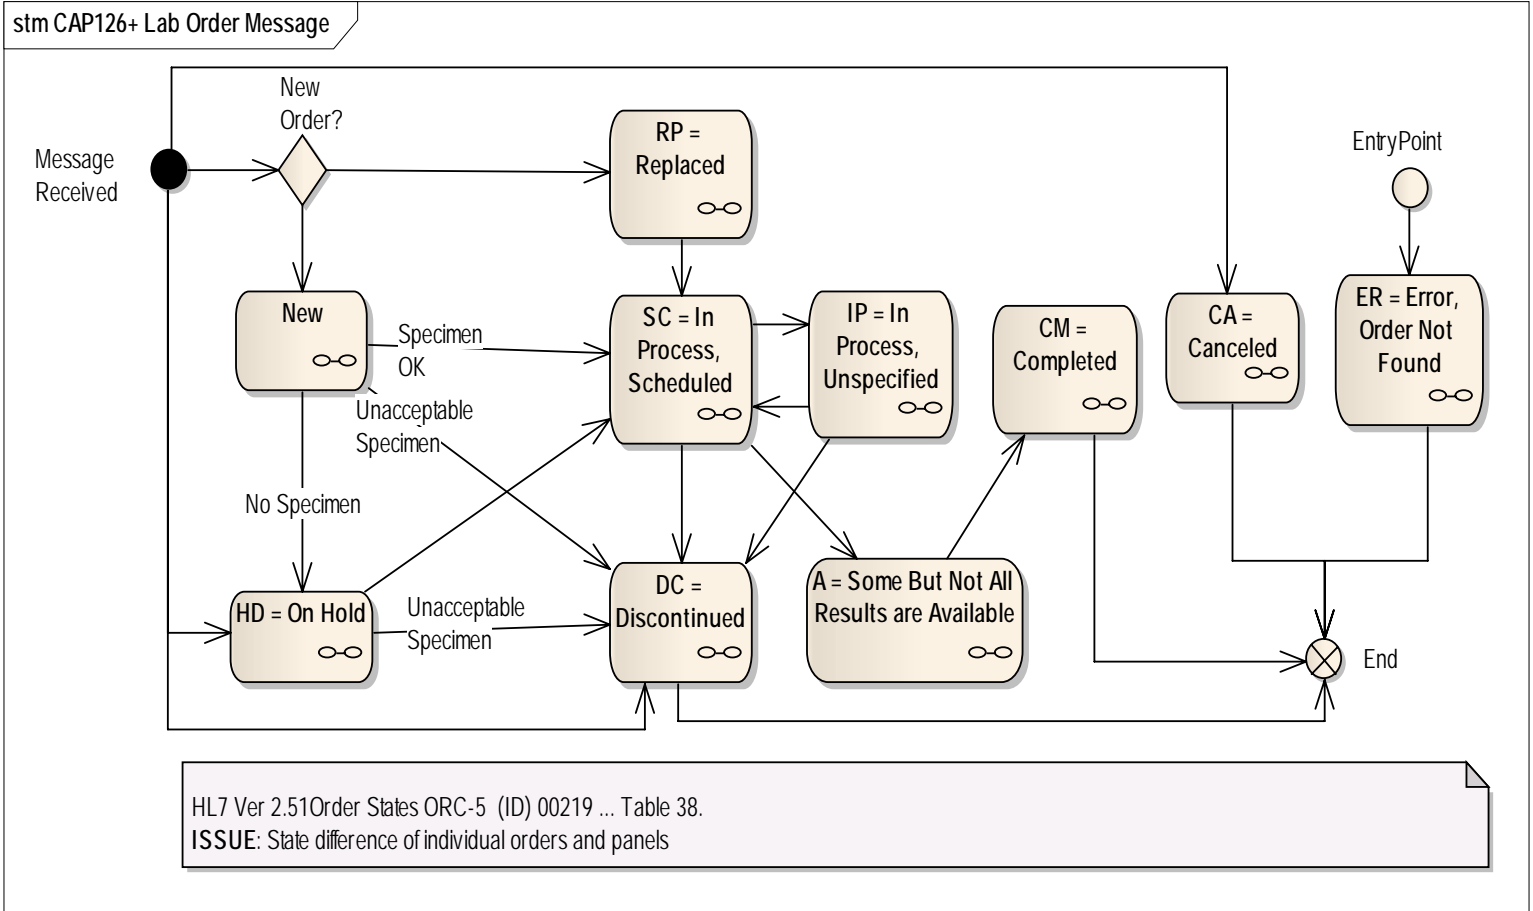 stm CAP126+ Lab Order Message
New
Order?
Message
Received
RP =
Replaced
EntryPoint
New
Specimen
OK
SC = In
Process,
Scheduled
IP = In
Process,
Unspecified
CM =
Completed
CA =
Canceled
ER = Error,
Order Not
Found
Unacceptable
Specimen
No Specimen
HD = On Hold
Unacceptable
Specimen
DC =
Discontinued
A = Some But Not All
Results are Available
End
HL7 Ver 2.51Order States ORC-5  (ID) 00219 ... Table 38.
ISSUE: State difference of individual orders and panels